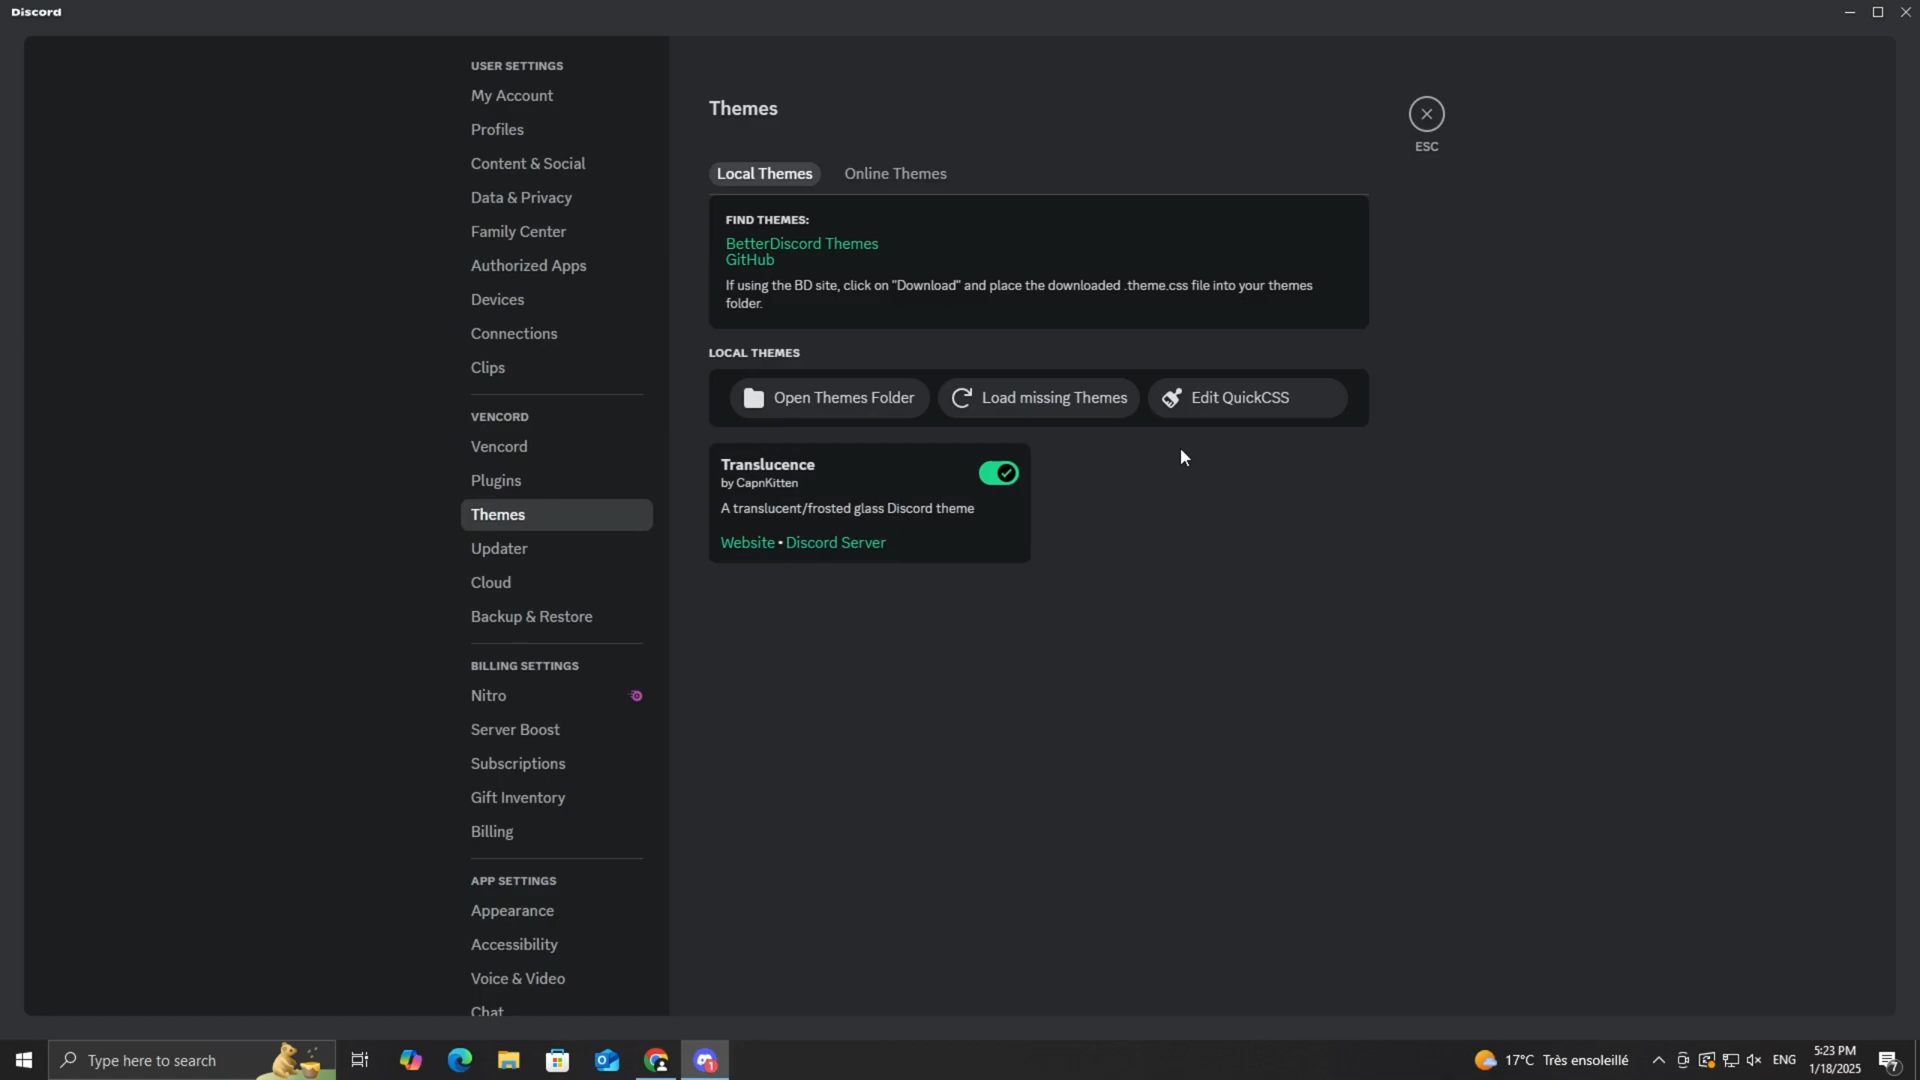 Discord
USER SETTINGS
My Account
Profiles
Content & Social
Data & Privacy
Family Center
Authorized Apps
Devices
Connections
Clips
VENCORD
Vencord
Plugins
Themes
Updater
Cloud
Backup & Restore
BILLING SETTINGS
Nitro
Server Boost
Subscriptions
Gift Inventory
Billing
APP SETTINGS
Appearance
Accessibility
Voice & Video
Chat
Themes
ESC
Local Themes Online Themes
FIND THEMES:
BetterDiscord Themes
GitHub
If using the BD site, click on "Download" and place the downloaded .theme.css file into your themes
folder.
LOCAL THEMES
Open Themes Folder Load missing Themes Edit QuickCSS
Translucence
by CapnKitten
A translucent/frosted glass Discord theme
Website • Discord Server
Type here to search
1
17°C Très ensoleillé
ENG
5:23 PM
1/18/2025
7